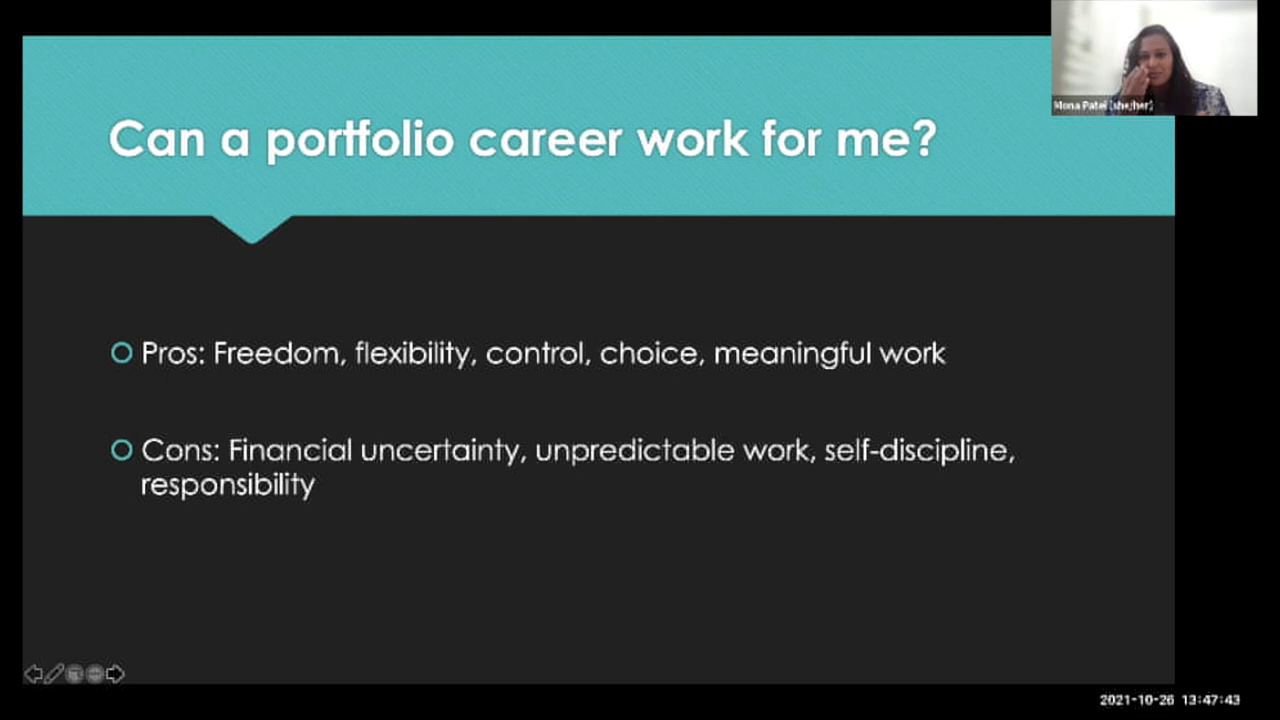 Can a portfolio career work for me?
Mona Patel (she/her)
Pros: Freedom, flexibility, control, choice, meaningful work
Cons: Financial uncertainty, unpredictable work, self-discipline,
responsibility
2021-10-26 13:47:43